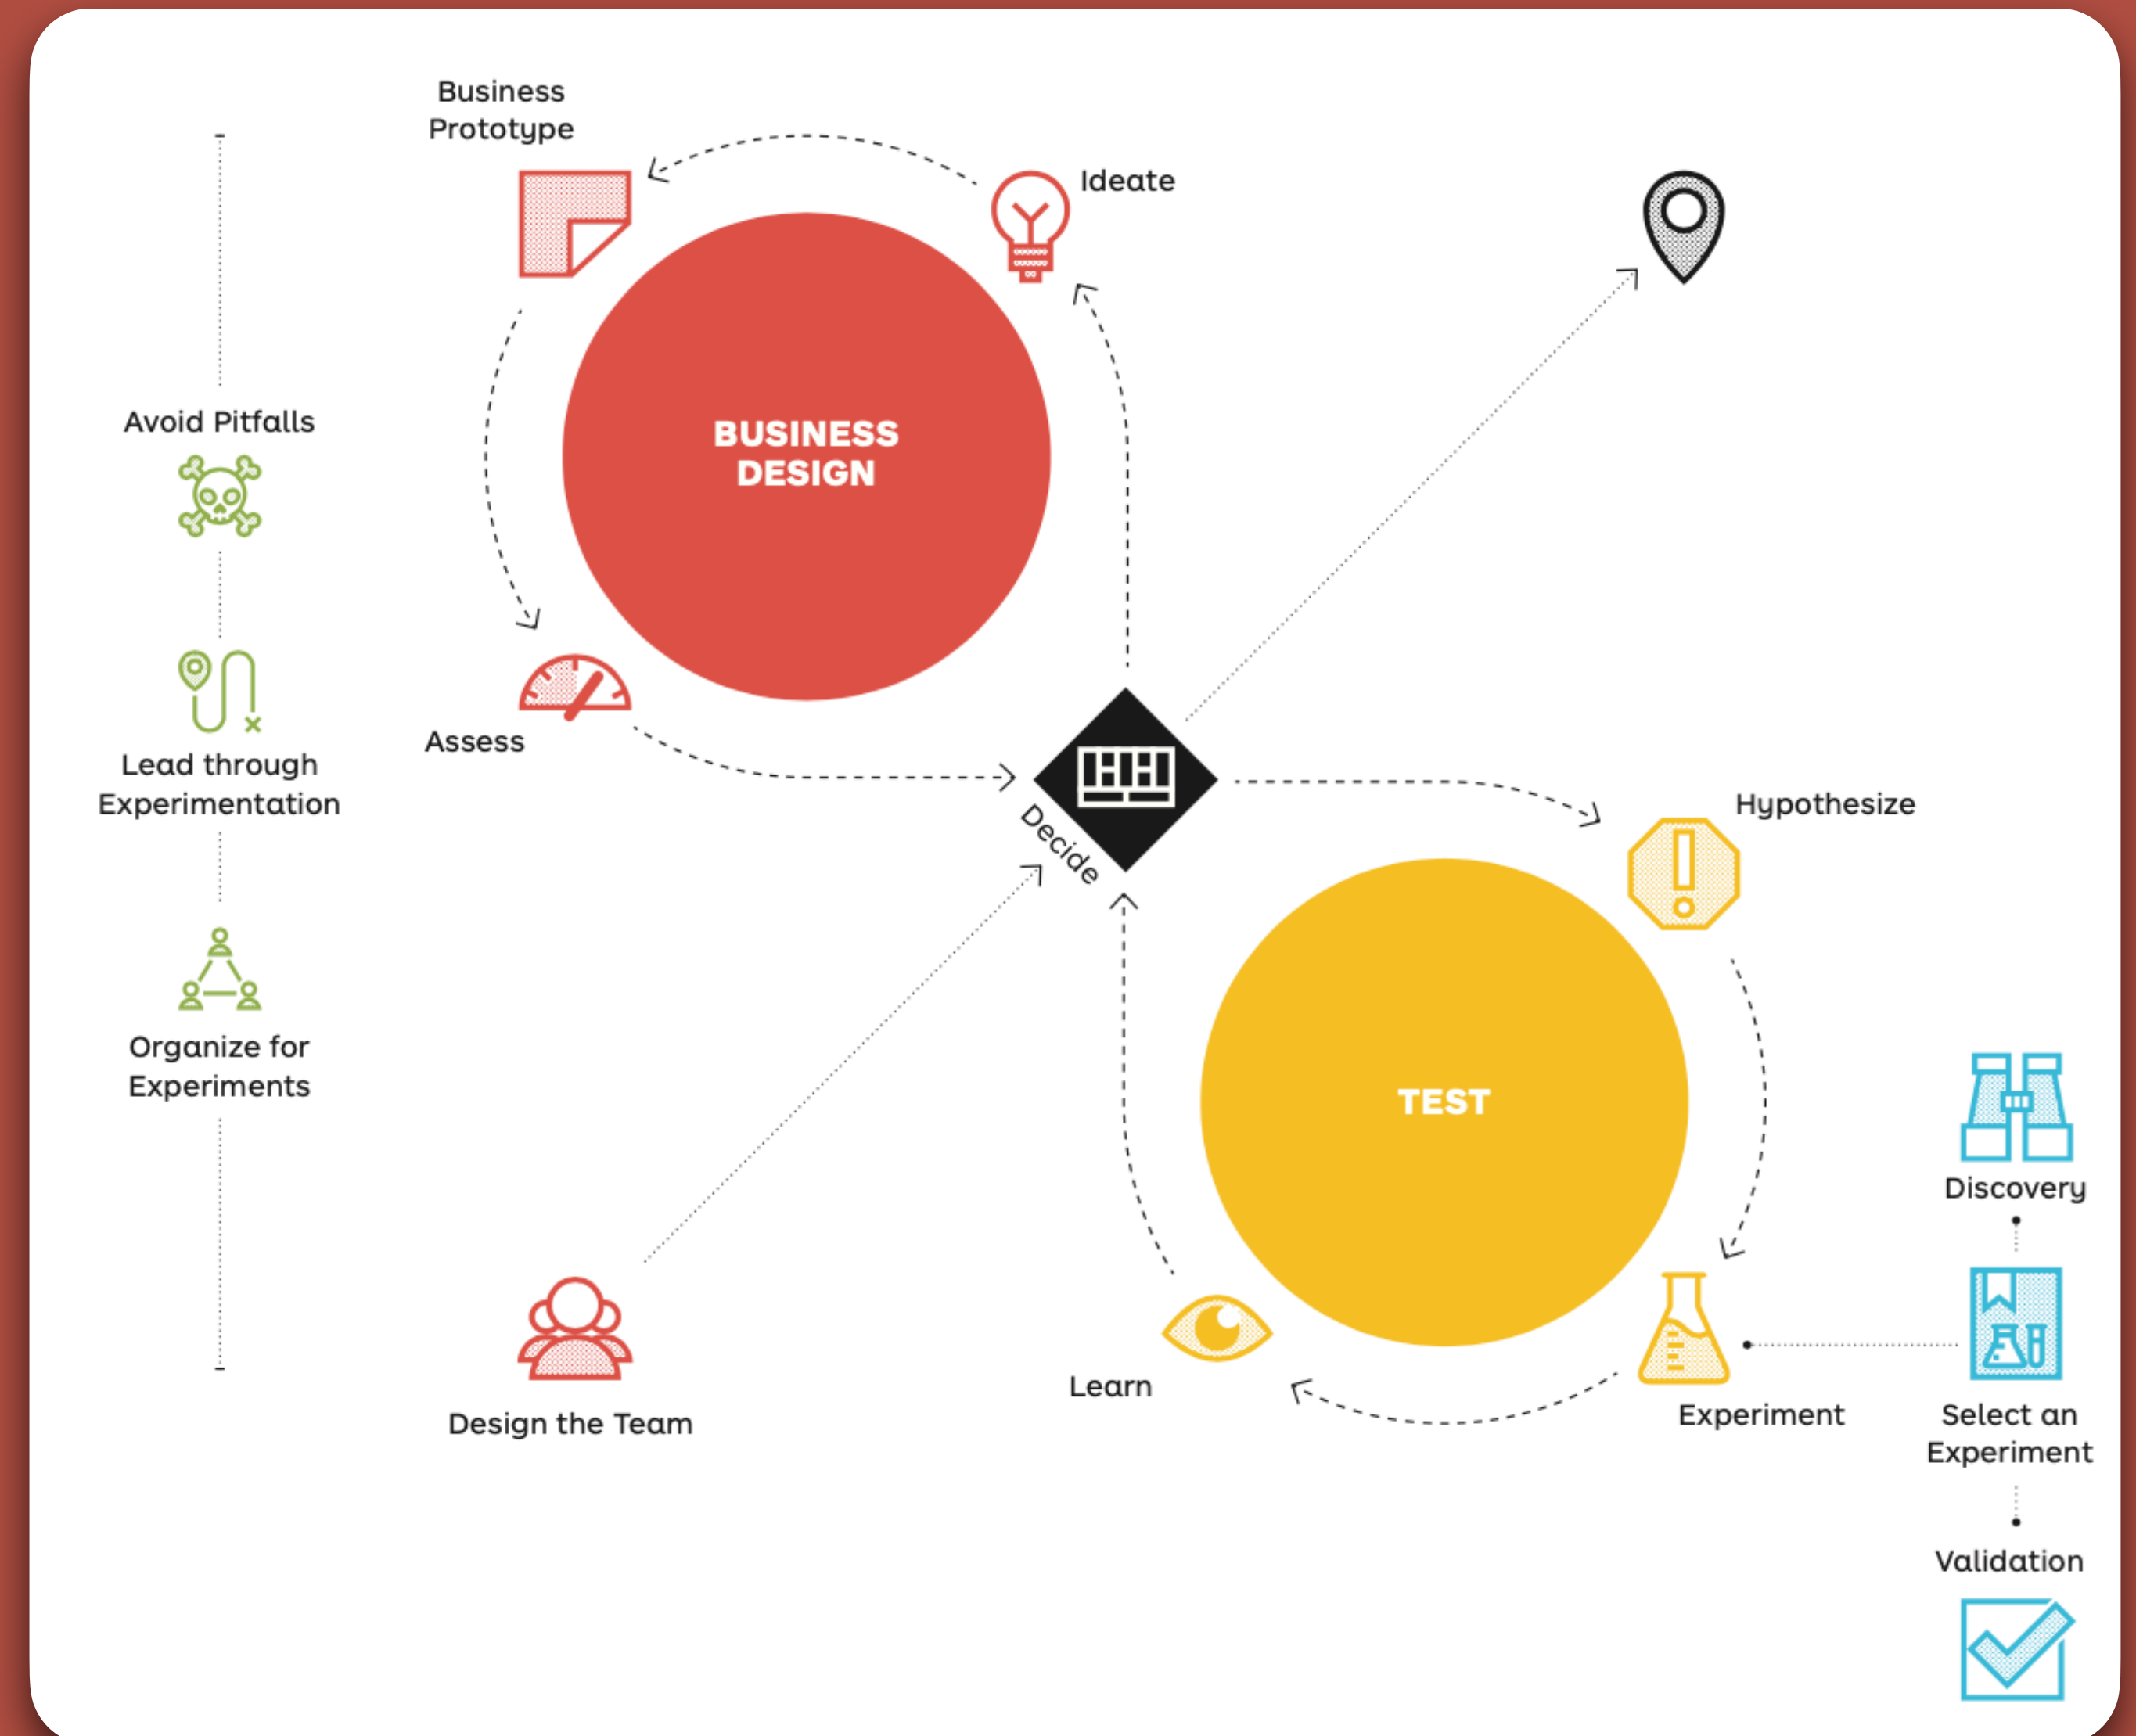 Business
Prototype
Ideate
Avoid Pitfalls
BUSINESS
DESIGN
Lead through
Experimentation
Assess
Decide
Hypothesize
Organize for
Experiments
TEST
Discovery
Design the Team
Learn
Experiment
Select an
Experiment
Validation